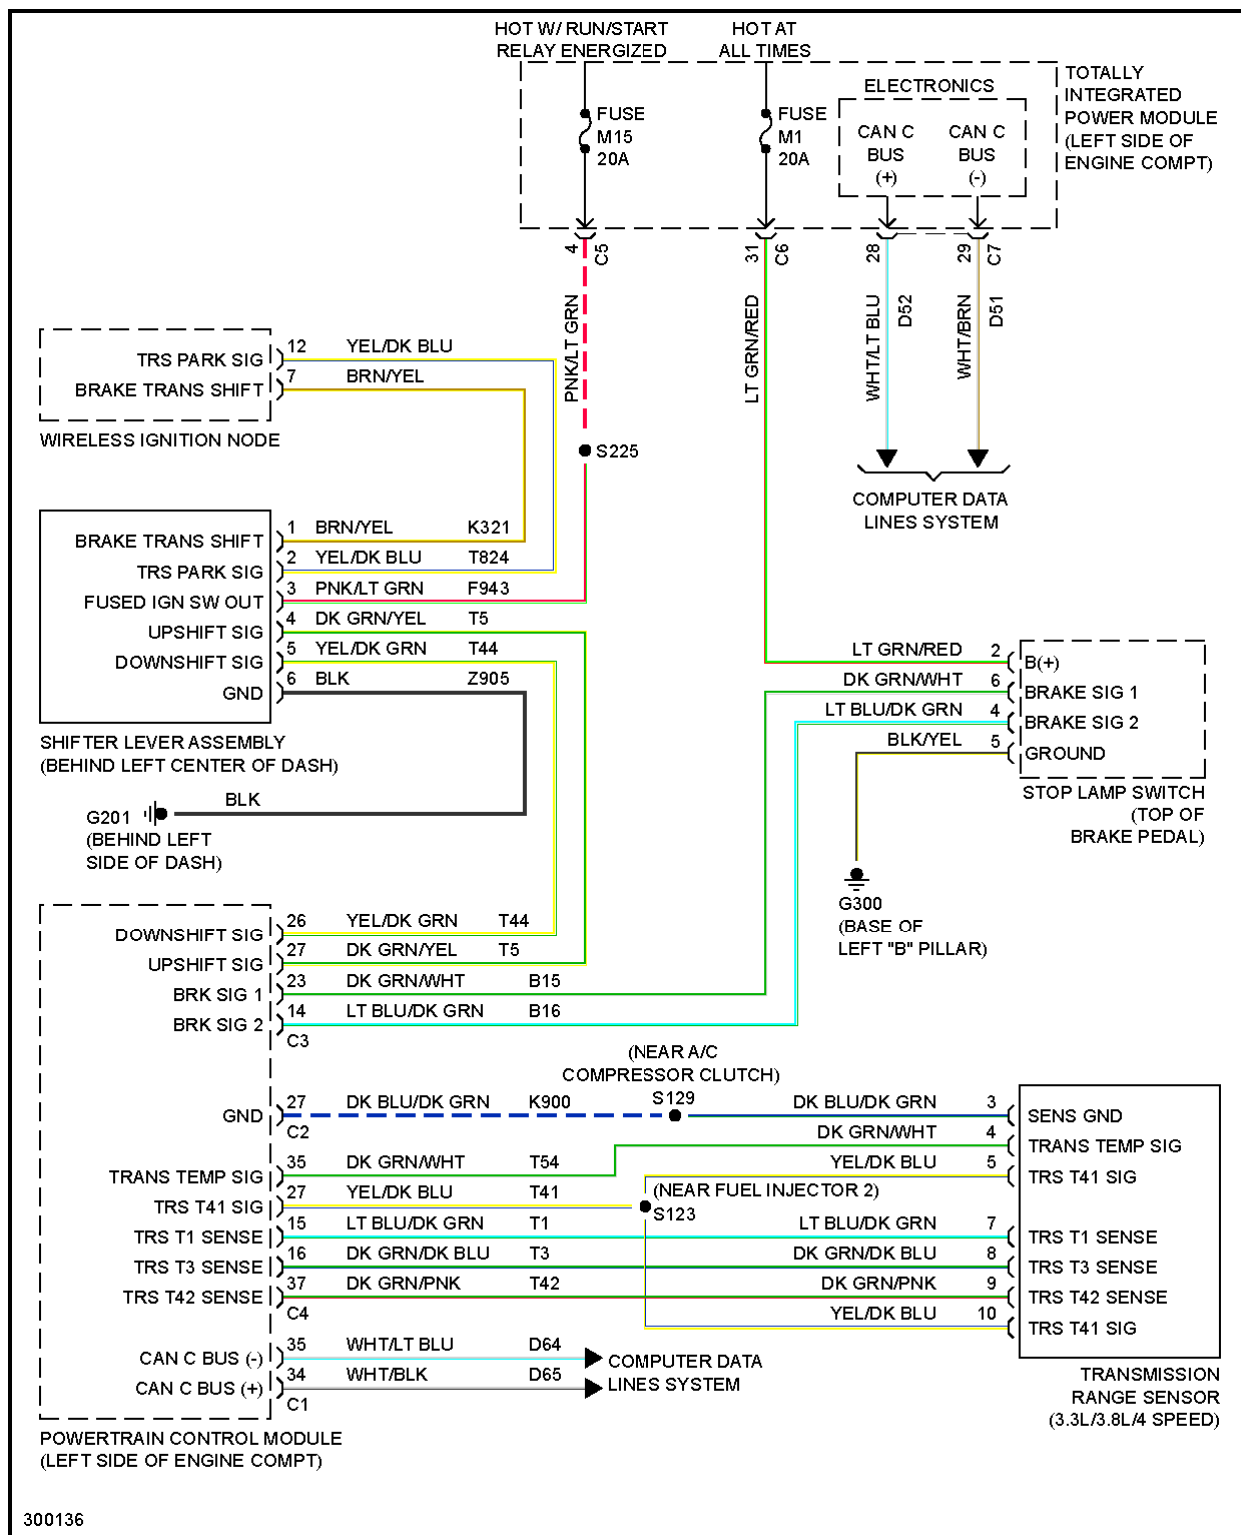 HOT W/ RUN/START
RELAY ENERGIZED
HOT AT
ALL TIMES
FUSE
M15
20A
FUSE
M1
20A
ELECTRONICS
CAN C
BUS
(+)
CAN C
BUS
(-)
TOTALLY
INTEGRATED
POWER MODULE
(LEFT SIDE OF
ENGINE COMPT)
4
C5
31
C6
28
29
C7
PNK/LT GRN
LT GRN/RED
WHT/LT BLU
D52
WHT/BRN
D51
S225
COMPUTER DATA
LINES SYSTEM
TRS PARK SIG
12
YEL/DK BLU
BRAKE TRANS SHIFT
7
BRN/YEL
WIRELESS IGNITION NODE
BRAKE TRANS SHIFT
1
BRN/YEL
K321
TRS PARK SIG
2
YEL/DK BLU
T824
FUSED IGN SW OUT
3
PNK/LT GRN
F943
UPSHIFT SIG
4
DK GRN/YEL
T5
DOWNSHIFT SIG
5
YEL/DK GRN
T44
GND
6
BLK
Z905
SHIFTER LEVER ASSEMBLY
(BEHIND LEFT CENTER OF DASH)
BLK
G201
(BEHIND LEFT
SIDE OF DASH)
LT GRN/RED
2
B(+)
DK GRN/WHT
6
BRAKE SIG 1
LT BLU/DK GRN
4
BRAKE SIG 2
BLK/YEL
5
GROUND
STOP LAMP SWITCH
(TOP OF
BRAKE PEDAL)
G300
(BASE OF
LEFT "B" PILLAR)
DOWNSHIFT SIG
26
YEL/DK GRN
T44
UPSHIFT SIG
27
DK GRN/YEL
T5
BRK SIG 1
23
DK GRN/WHT
B15
BRK SIG 2
14
LT BLU/DK GRN
B16
C3
(NEAR A/C
COMPRESSOR CLUTCH)
S129
GND
27
DK BLU/DK GRN
K900
C2
DK BLU/DK GRN
3
SENS GND
DK GRN/WHT
4
TRANS TEMP SIG
YEL/DK BLU
5
TRS T41 SIG
TRANS TEMP SIG
35
DK GRN/WHT
T54
TRS T41 SIG
27
YEL/DK BLU
T41
(NEAR FUEL INJECTOR 2)
S123
TRS T1 SENSE
15
LT BLU/DK GRN
T1
LT BLU/DK GRN
7
TRS T1 SENSE
TRS T3 SENSE
16
DK GRN/DK BLU
T3
DK GRN/DK BLU
8
TRS T3 SENSE
TRS T42 SENSE
37
DK GRN/PNK
T42
DK GRN/PNK
9
TRS T42 SENSE
C4
YEL/DK BLU
10
TRS T41 SIG
CAN C BUS (-)
35
WHT/LT BLU
D64
CAN C BUS (+)
34
WHT/BLK
D65
C1
COMPUTER DATA
LINES SYSTEM
TRANSMISSION
RANGE SENSOR
(3.3L/3.8L/4 SPEED)
POWERTRAIN CONTROL MODULE
(LEFT SIDE OF ENGINE COMPT)
300136